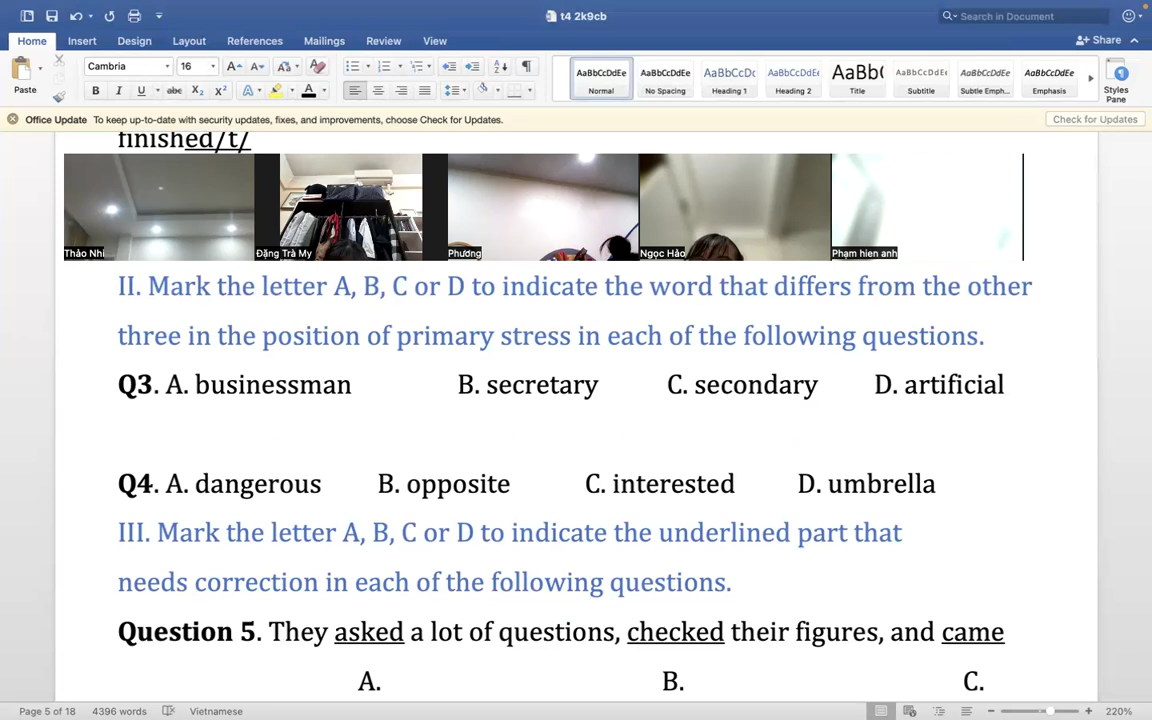 t4 2k9cb
Search in Document
Home Insert Design Layout References Mailings Review View
Share
Paste
Cambria 16
B I U abc X2 X2 A A
AaBbCcDdEe AaBbCcDdEe AaBbCcDc AaBbCcDdEe AaBb( AaBbCcDdEe AaBbCcDdEe AaBbCcDdEe
Normal No Spacing Heading 1 Heading 2 Title Subtitle Subtle Emph... Emphasis
Styles
Pane
Office Update To keep up-to-date with security updates, fixes, and improvements, choose Check for Updates.
Check for Updates
finished/t/
Thảo Nhi Đặng Trà My Phương Ngọc Hảo Phạm hien anh
II. Mark the letter A, B, C or D to indicate the word that differs from the other
three in the position of primary stress in each of the following questions.
Q3. A. businessman B. secretary C. secondary D. artificial
Q4. A. dangerous B. opposite C. interested D. umbrella
III. Mark the letter A, B, C or D to indicate the underlined part that
needs correction in each of the following questions.
Question 5. They asked a lot of questions, checked their figures, and came
A. B. C.
Page 5 of 18 4396 words Vietnamese 220%